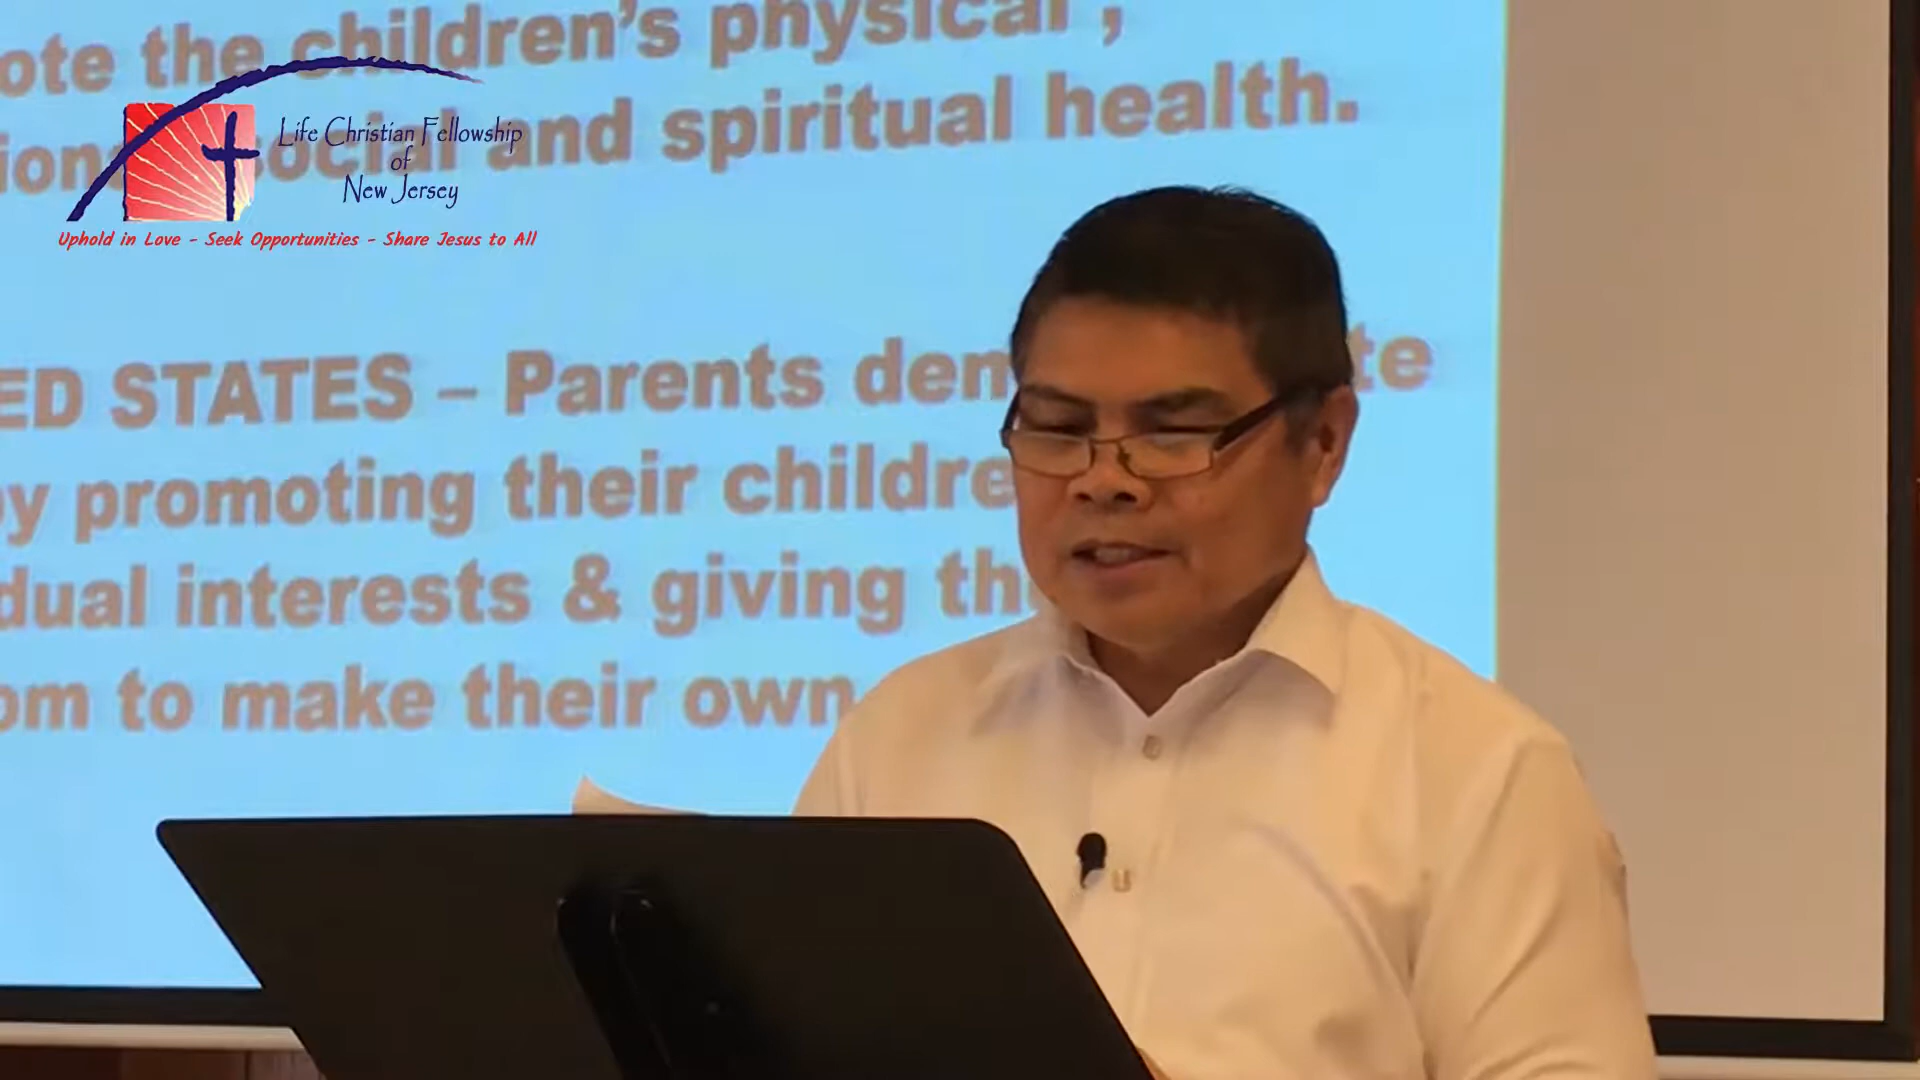 ote the children's physical ,
ional social and spiritual health.
Life Christian Fellowship
of
New Jersey
Uphold in Love - Seek Opportunities - Share Jesus to All
ED STATES – Parents dem te
y promoting their childre
dual interests & giving th
om to make their own